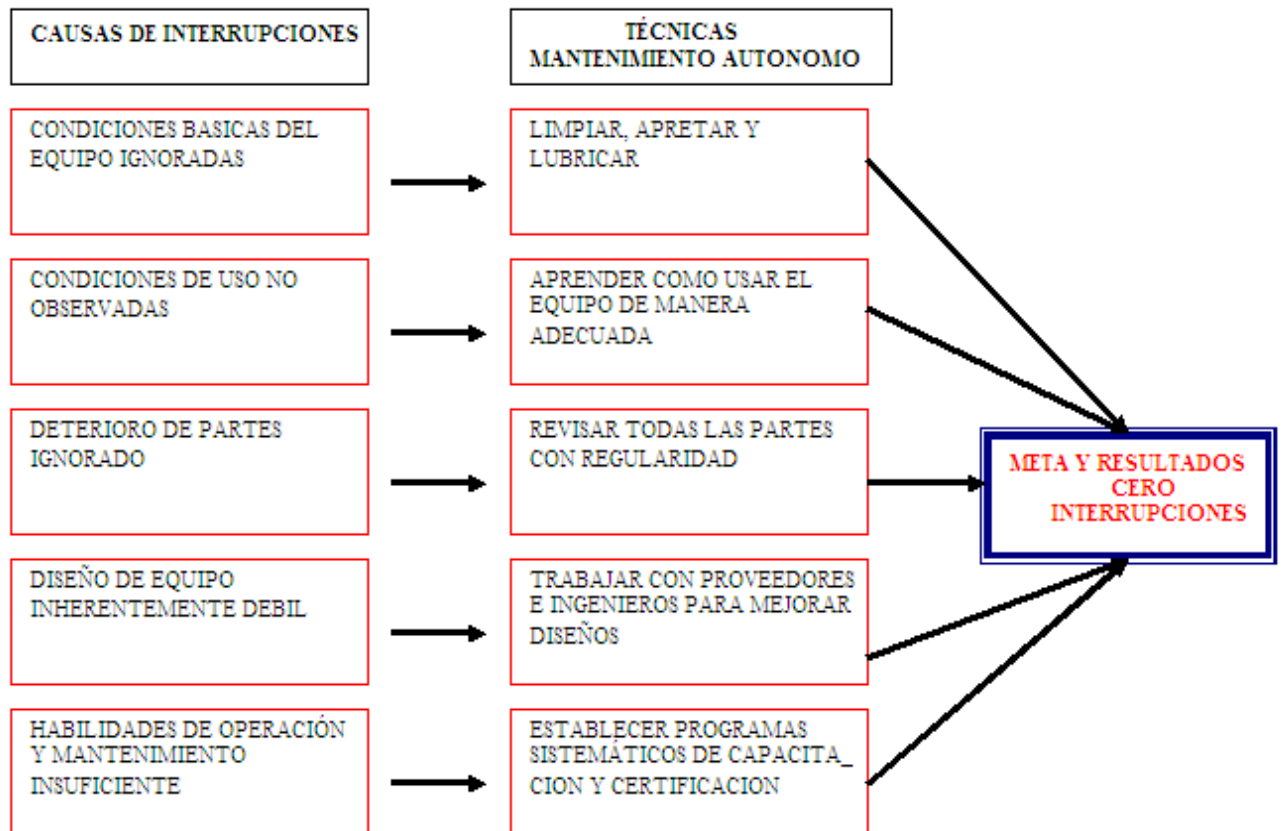 CAUSAS DE INTERRUPCIONES
TÉCNICAS
MANTENIMIENTO AUTONOMO
CONDICIONES BASICAS DEL
EQUIPO IGNORADAS
LIMPIAR, APRETAR Y
LUBRICAR
CONDICIONES DE USO NO
OBSERVADAS
APRENDER COMO USAR EL
EQUIPO DE MANERA
ADECUADA
DETERIORO DE PARTES
IGNORADO
REVISAR TODAS LAS PARTES
CON REGULARIDAD
META Y RESULTADOS
CERO
INTERRUPCIONES
DISEÑO DE EQUIPO
INHERENTEMENTE DEBIL
TRABAJAR CON PROVEEDORES
E INGENIEROS PARA MEJORAR
DISEÑOS
HABILIDADES DE OPERACIÓN
Y MANTENIMIENTO
INSUFICIENTE
ESTABLECER PROGRAMAS
SISTEMÁTICOS DE CAPACITA_
CION Y CERTIFICACION